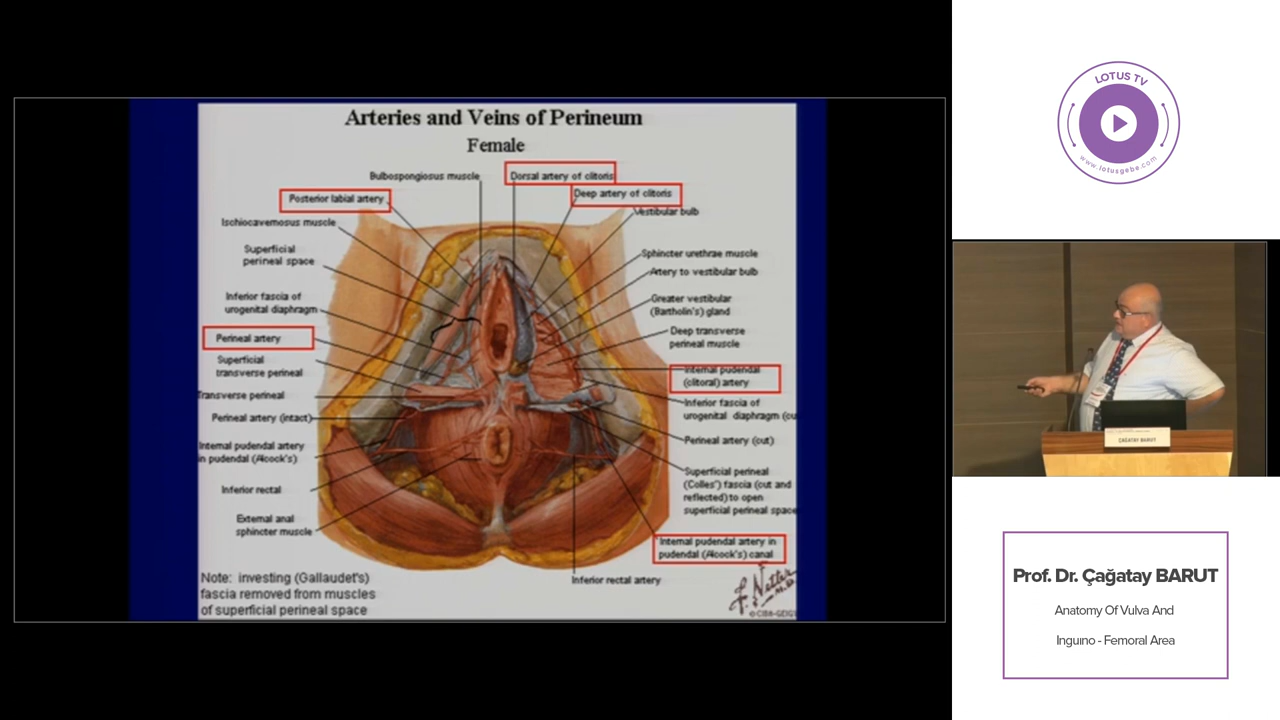 Arteries and Veins of Perineum
Female
Bulbospongiosus muscle
Dorsal artery of clitoris
Posterior labial artery
Deep artery of clitoris
Vestibular bulb
Ischiocavernosus muscle
Superficial
perineal space
Sphincter urethrae muscle
Artery to vestibular bulb
Inferior fascia of
urogenital diaphragm
Greater vestibular
(Bartholin's) gland
Perineal artery
Deep transverse
perineal muscle
Superficial
transverse perineal
Internal pudendal
(clitoral) artery
Transverse perineal
Inferior fascia of
urogenital diaphragm (cu
Perineal artery (intact)
Perineal artery (cut)
Internal pudendal artery
in pudendal (Alcock's)
Superficial perineal
(Colles') fascia (cut and
reflected) to open
superficial perineal space
Inferior rectal
External anal
sphincter muscle
Internal pudendal artery in
pudendal (Alcock's) canal
Inferior rectal artery
Note: investing (Gallaudet's)
fascia removed from muscles
of superficial perineal space
F. Netter
M.D.
LOTUS TV
www.lotusgebe.com
ÇAĞATAY BARUT
Prof. Dr. Çağatay BARUT
Anatomy Of Vulva And
Inguıno - Femoral Area